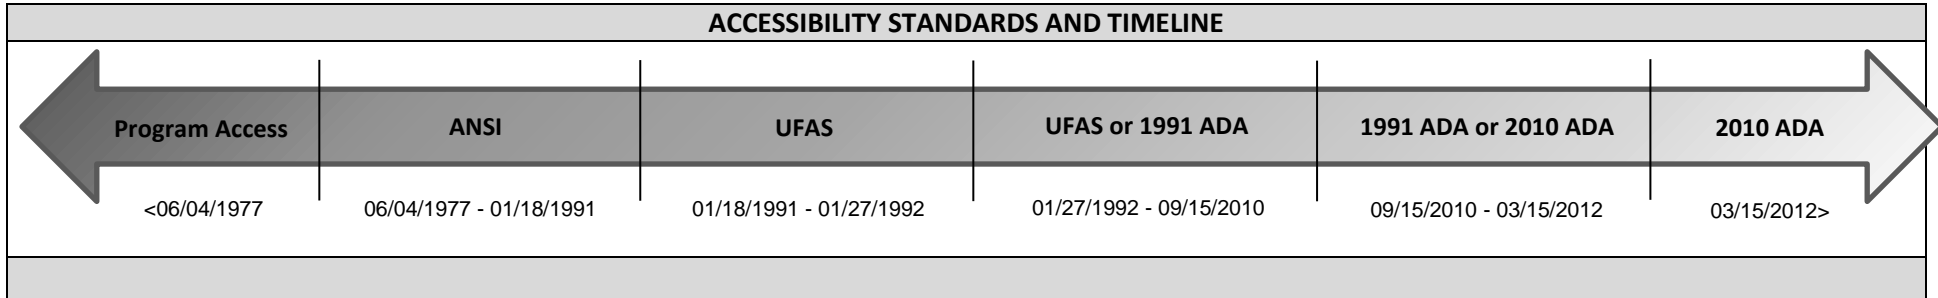 ACCESSIBILITY STANDARDS AND TIMELINE
Program Access
ANSI
UFAS
UFAS or 1991 ADA
1991 ADA or 2010 ADA
2010 ADA
<06/04/1977
06/04/1977 - 01/18/1991
01/18/1991 - 01/27/1992
01/27/1992 - 09/15/2010
09/15/2010 - 03/15/2012
03/15/2012>